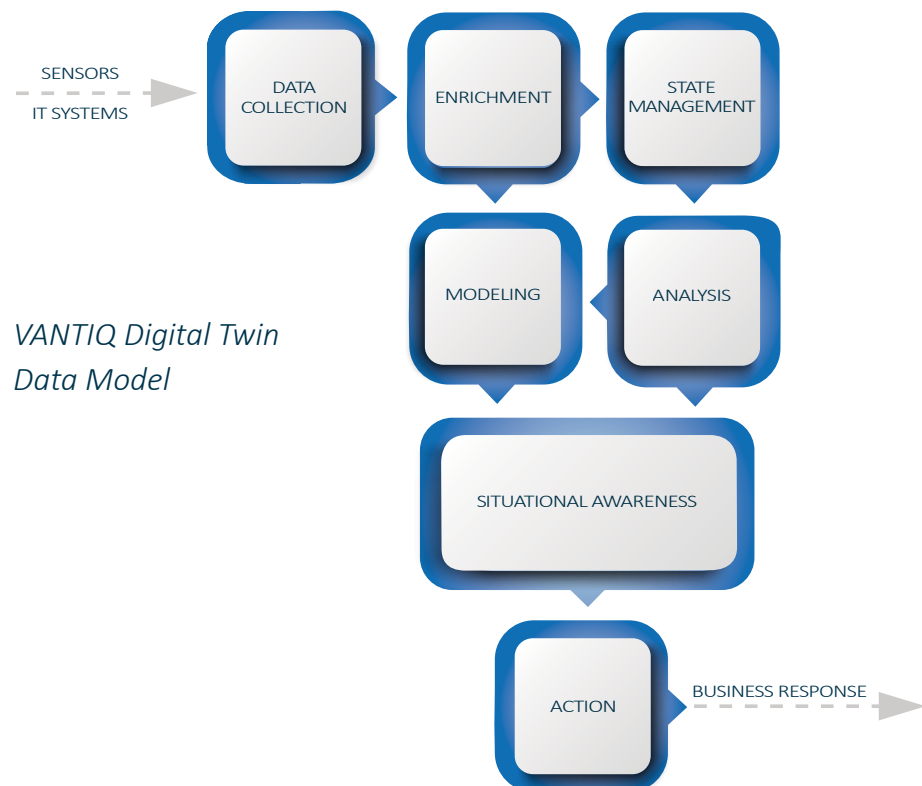 SENSORS
IT SYSTEMS
DATA
COLLECTION
ENRICHMENT
STATE
MANAGEMENT
MODELING
ANALYSIS
VANTIQ Digital Twin
Data Model
SITUATIONAL AWARENESS
ACTION
BUSINESS RESPONSE